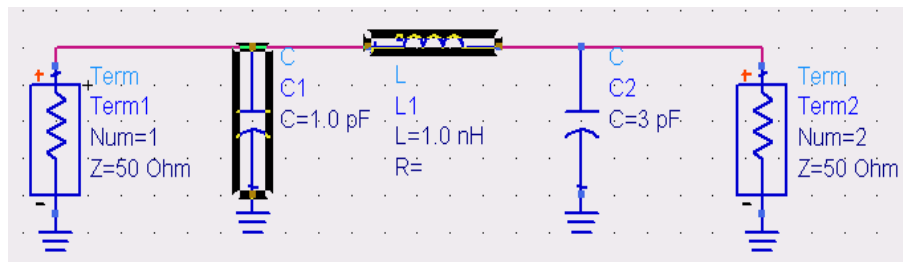 Term
Term1
Num=1
Z=50 Ohm
C
C1
C=1.0 pF
L
L1
L=1.0 nH
R=
C
C2
C=3 pF
Term
Term2
Num=2
Z=50 Ohm